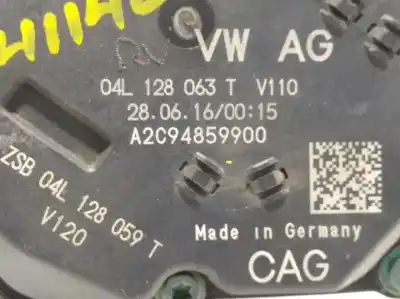 VW AG
04L 128 063 T V110
28.06.16/00:15
A2C94859900
ZSB 04L 128 059 T
V120
Made in Germany
CAG